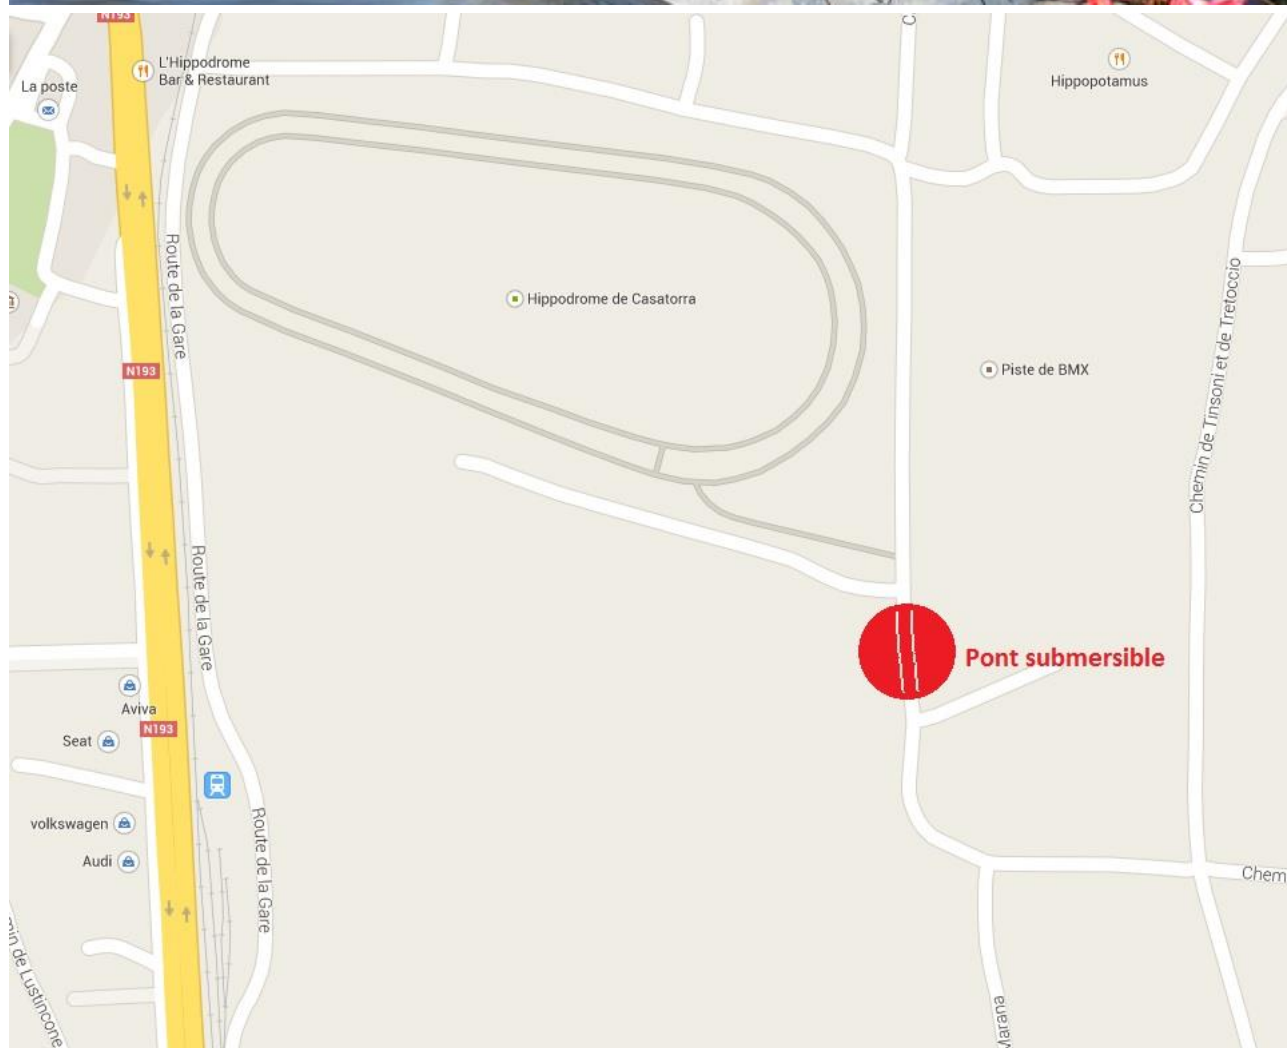 N193
L'Hippodrome
Bar & Restaurant
La poste
Hippopotamus
Route de la Gare
Hippodrome de Casatorra
Chemin de Tinsoni et de Tretoccio
N193
Piste de BMX
Route de la Gare
Pont submersible
Aviva
N193
Seat
volkswagen
Audi
Route de la Gare
Chem
min de Lustincone
Marana